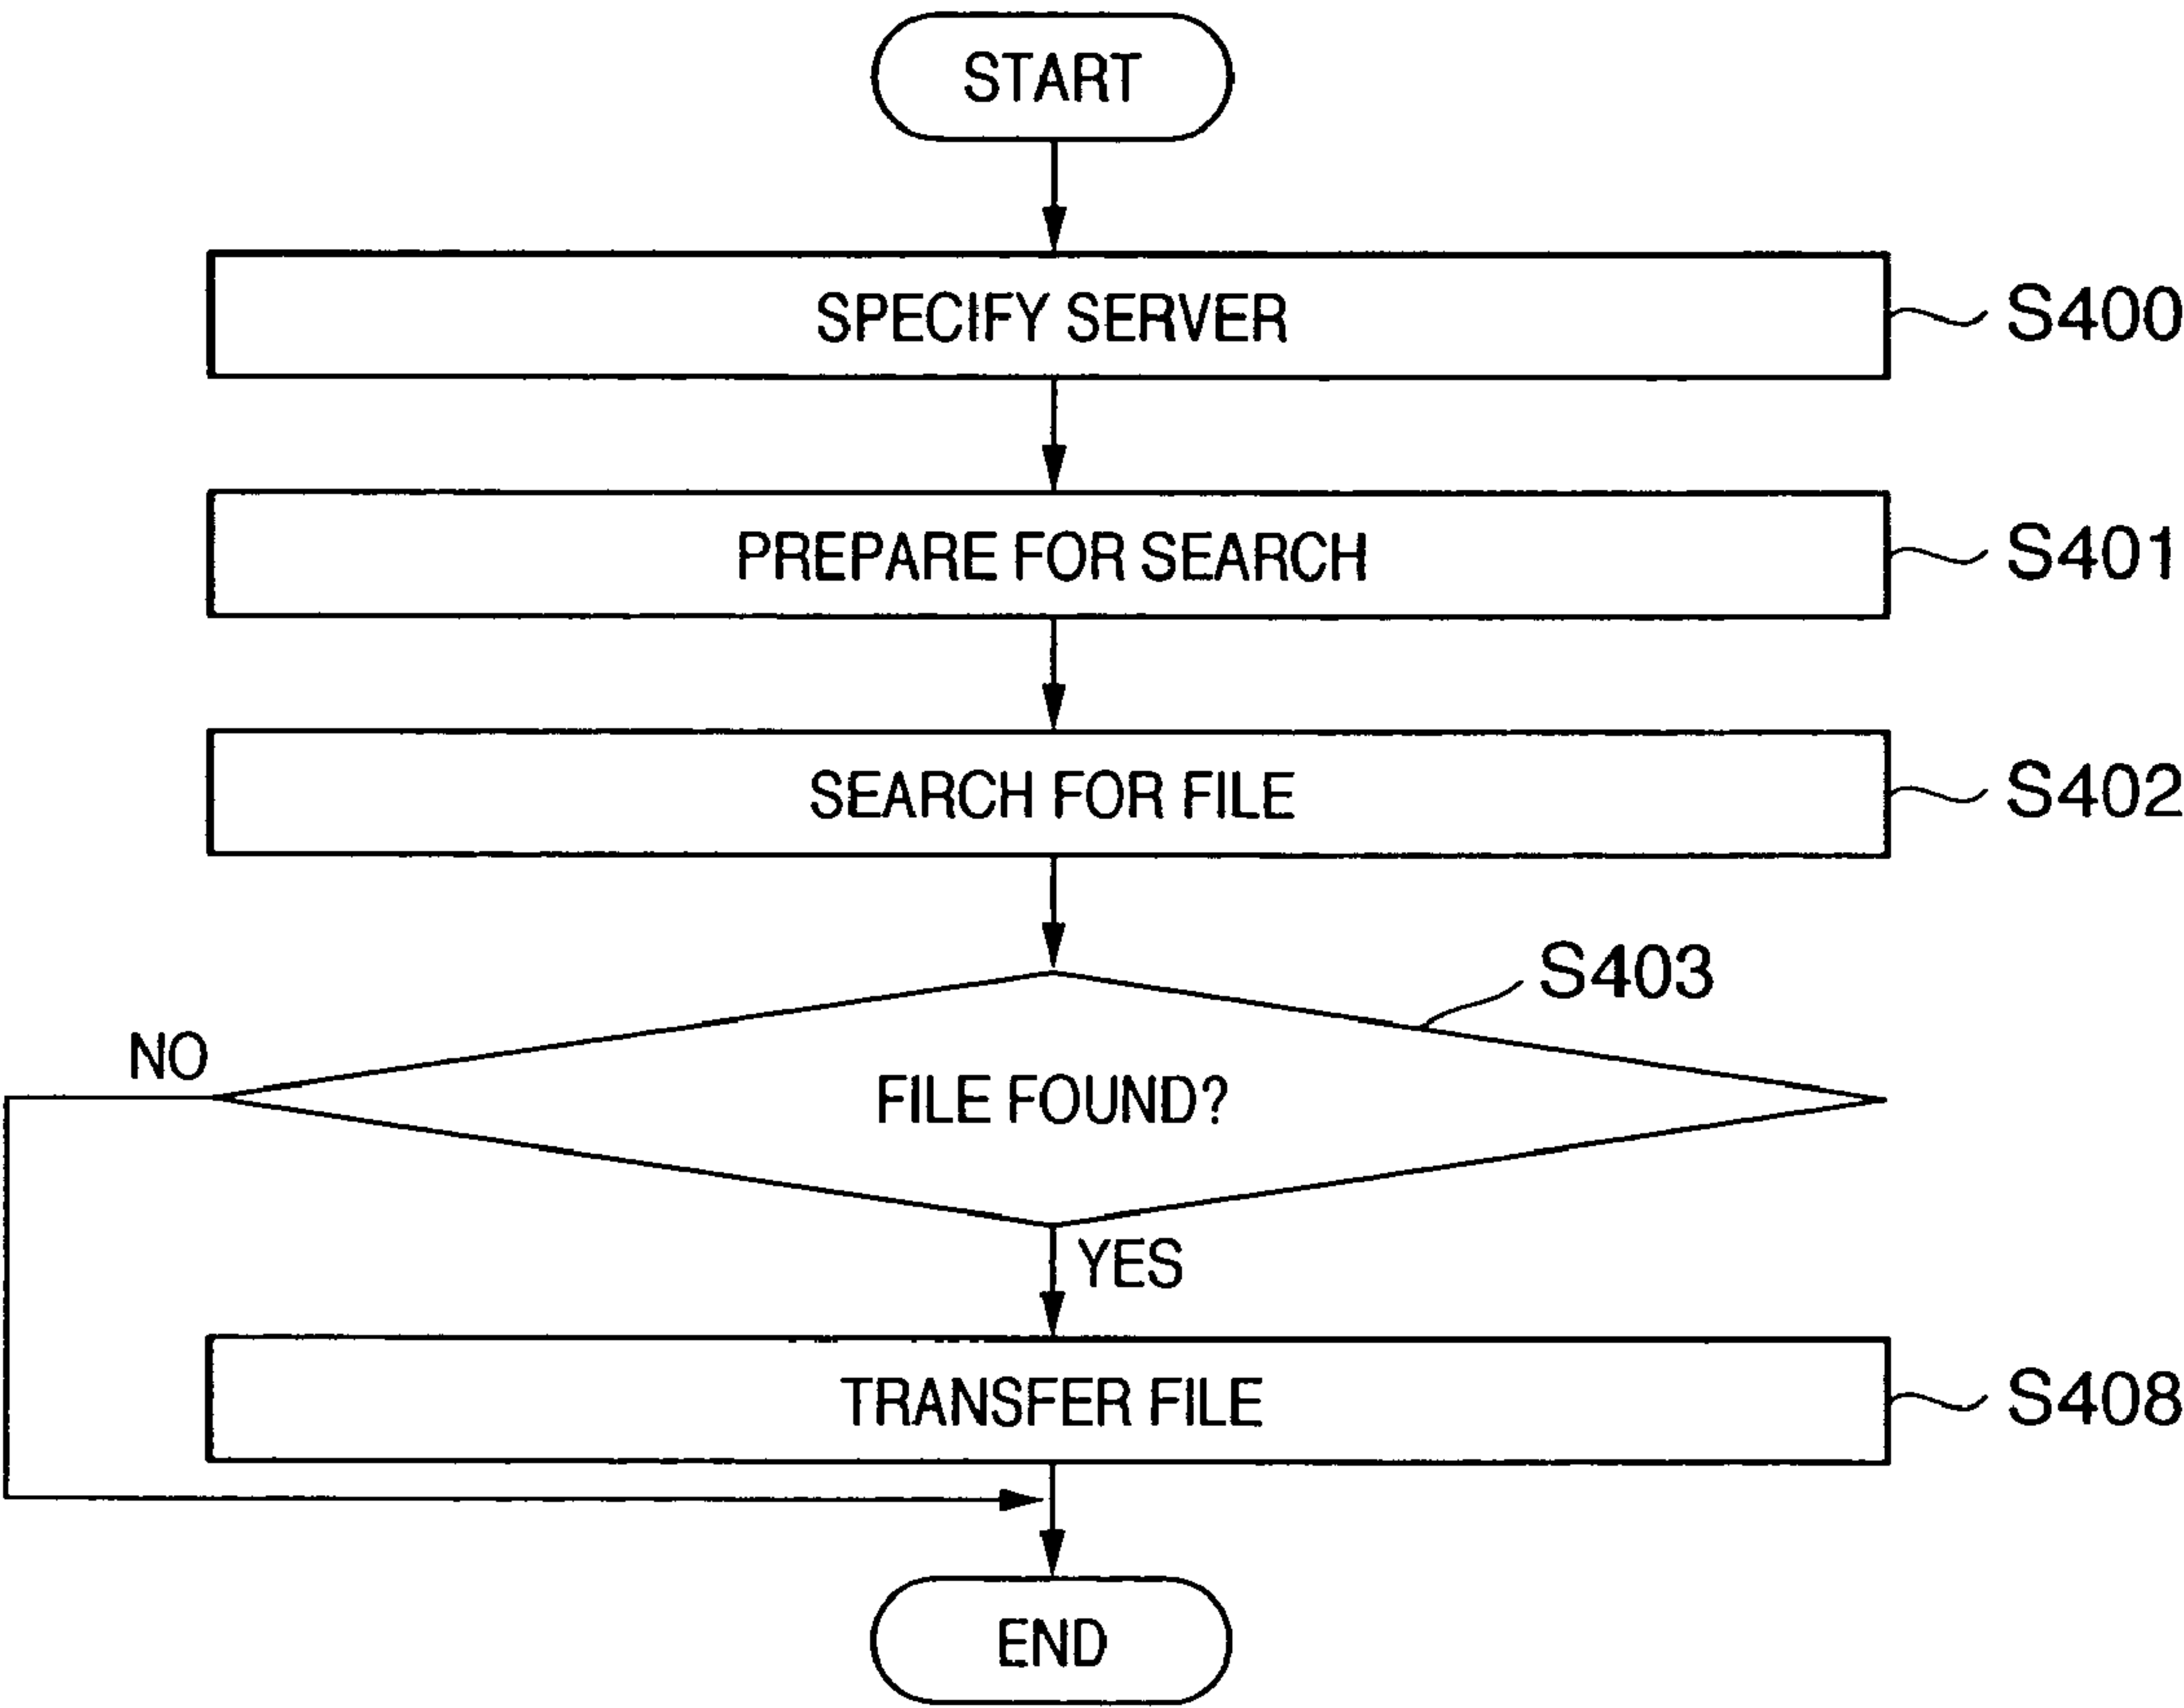 START
SPECIFY SERVER
S400
PREPARE FOR SEARCH
S401
SEARCH FOR FILE
S402
S403
NO
FILE FOUND?
YES
TRANSFER FILE
S408
END